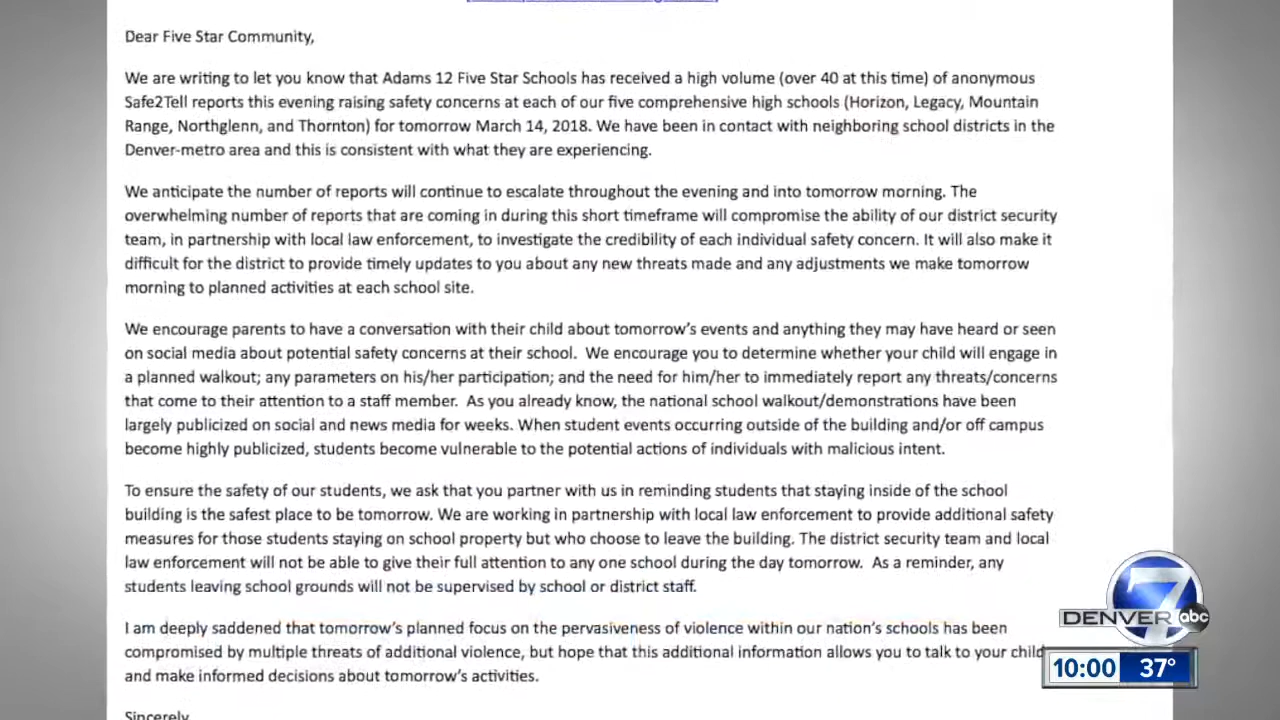 Dear Five Star Community,
We are writing to let you know that Adams 12 Five Star Schools has received a high volume (over 40 at this time) of anonymous
Safe2Tell reports this evening raising safety concerns at each of our five comprehensive high schools (Horizon, Legacy, Mountain
Range, Northglenn, and Thornton) for tomorrow March 14, 2018. We have been in contact with neighboring school districts in the
Denver-metro area and this is consistent with what they are experiencing.
We anticipate the number of reports will continue to escalate throughout the evening and into tomorrow morning. The
overwhelming number of reports that are coming in during this short timeframe will compromise the ability of our district security
team, in partnership with local law enforcement, to investigate the credibility of each individual safety concern. It will also make it
difficult for the district to provide timely updates to you about any new threats made and any adjustments we make tomorrow
morning to planned activities at each school site.
We encourage parents to have a conversation with their child about tomorrow's events and anything they may have heard or seen
on social media about potential safety concerns at their school.  We encourage you to determine whether your child will engage in
a planned walkout; any parameters on his/her participation; and the need for him/her to immediately report any threats/concerns
that come to their attention to a staff member.  As you already know, the national school walkout/demonstrations have been
largely publicized on social and news media for weeks. When student events occurring outside of the building and/or off campus
become highly publicized, students become vulnerable to the potential actions of individuals with malicious intent.
To ensure the safety of our students, we ask that you partner with us in reminding students that staying inside of the school
building is the safest place to be tomorrow. We are working in partnership with local law enforcement to provide additional safety
measures for those students staying on school property but who choose to leave the building. The district security team and local
law enforcement will not be able to give their full attention to any one school during the day tomorrow.  As a reminder, any
students leaving school grounds will not be supervised by school or district staff.
I am deeply saddened that tomorrow's planned focus on the pervasiveness of violence within our nation's schools has been
compromised by multiple threats of additional violence, but hope that this additional information allows you to talk to your child
and make informed decisions about tomorrow's activities.
Sincerely
DENVER 7 abc
10:00 37°